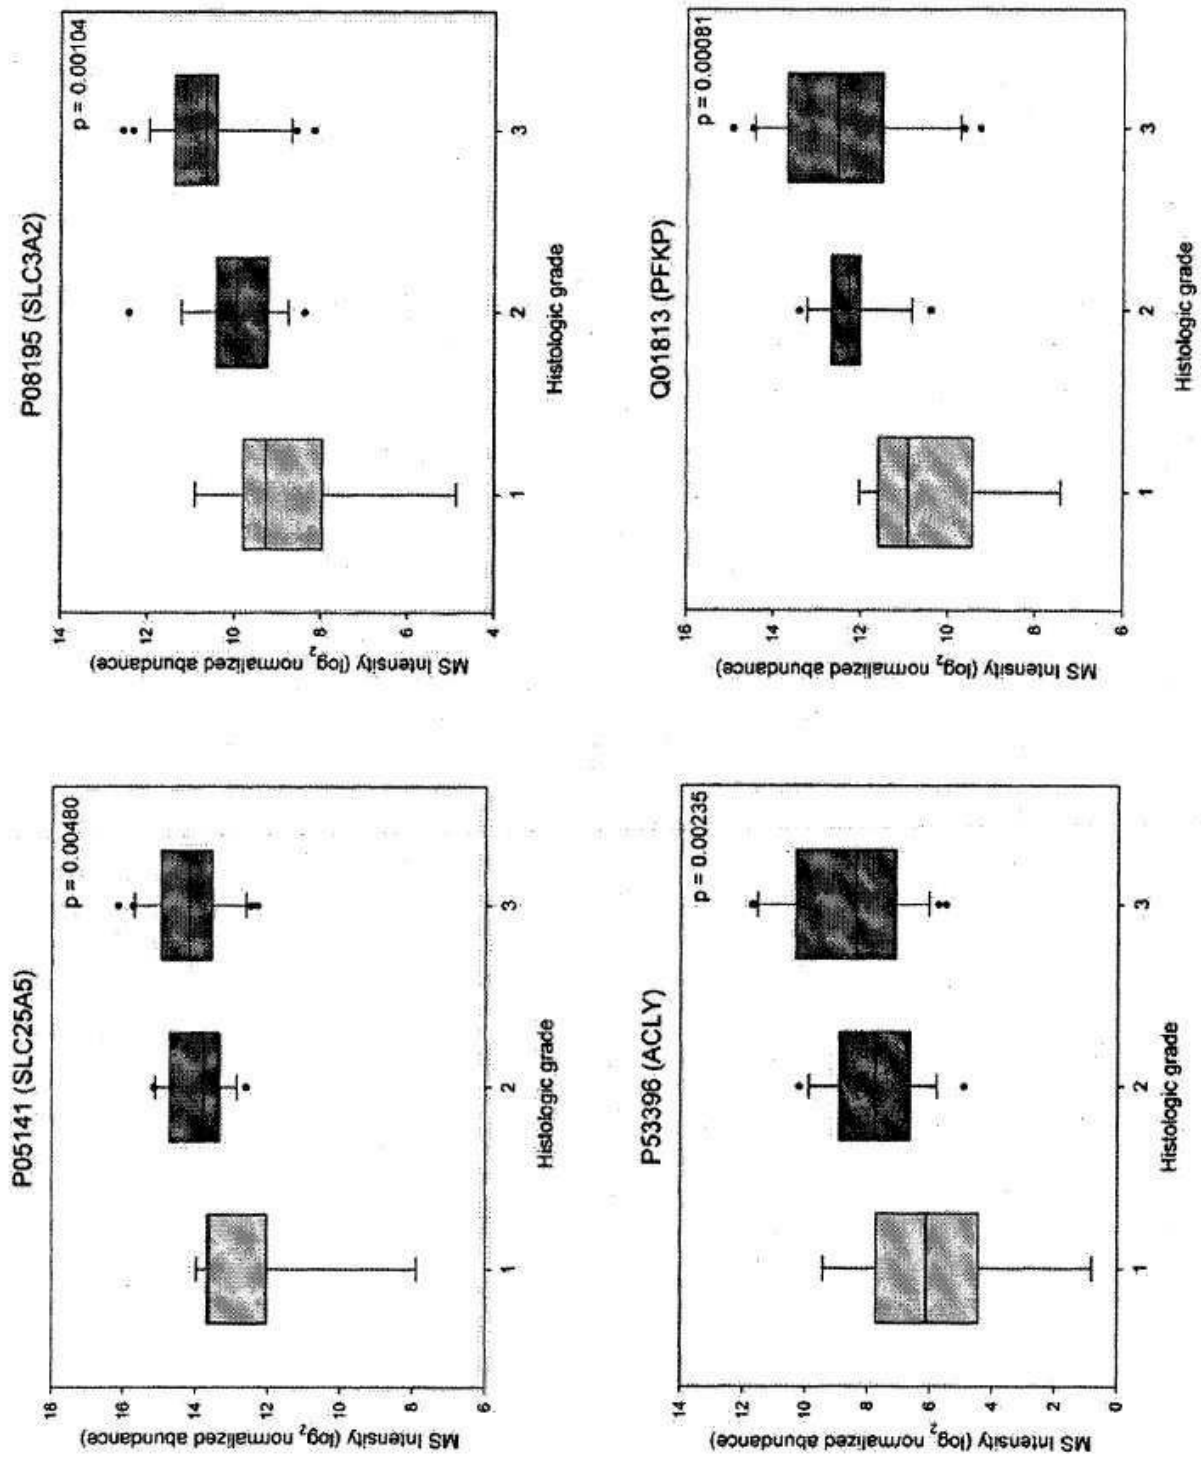 P05141 (SLC25A5)
p = 0.00480
MS Intensity (log2 normalized abundance)
18
16
14
12
10
8
6
1 2 3
Histologic grade
P08195 (SLC3A2)
p = 0.00104
MS Intensity (log2 normalized abundance)
14
12
10
8
6
4
1 2 3
Histologic grade
P53396 (ACLY)
p = 0.00235
MS Intensity (log2 normalized abundance)
14
12
10
8
6
4
2
0
1 2 3
Histologic grade
Q01813 (PFKP)
p = 0.00081
MS Intensity (log2 normalized abundance)
16
14
12
10
8
6
1 2 3
Histologic grade